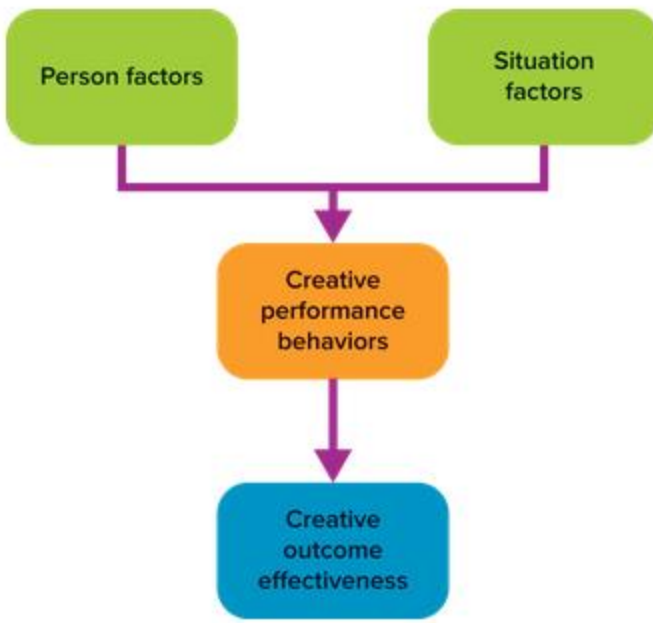 Person factors
Situation
factors
Creative
performance
behaviors
Creative
outcome
effectiveness